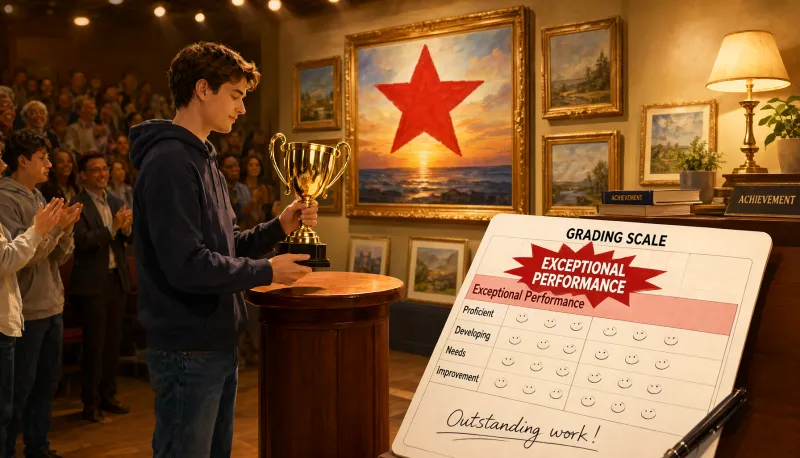 ACHIEVEMENT
ACHIEVEMENT
GRADING SCALE
EXCEPTIONAL
PERFORMANCE
Exceptional Performance
Proficient
Developing
Needs
Improvement
Outstanding work!